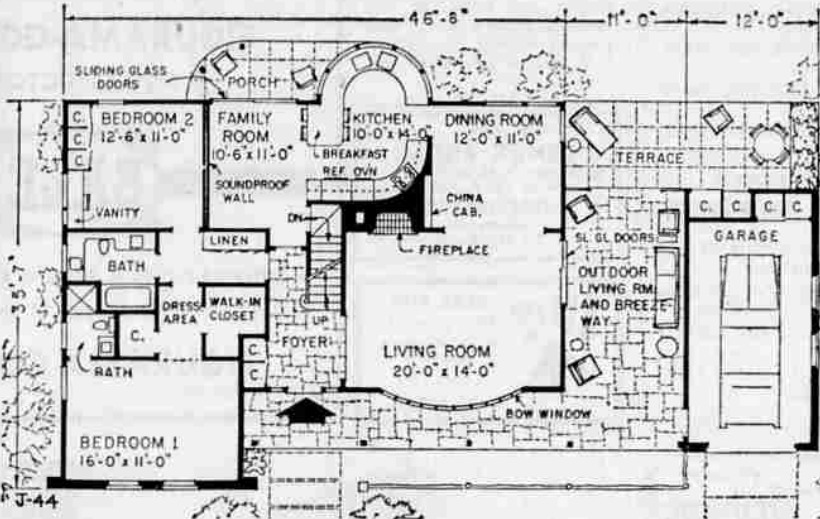 46'-8"
11'-0"
12'-0"
SLIDING GLASS
DOORS
PORCH
C.
C.
C.
BEDROOM 2
12'-6" x 11'-0"
FAMILY
ROOM
10'-6" x 11'-0"
KITCHEN
10'-0" x 14'-0"
DINING ROOM
12'-0" x 11'-0"
BREAKFAST
REF. OVN
TERRACE
SOUNDPROOF
WALL
VANITY
CHINA
CAB.
DN
C.
C.
C.
C.
LINEN
FIREPLACE
SL. GL. DOORS
GARAGE
35'-7"
BATH
OUTDOOR
LIVING RM.
AND BREEZE-
WAY
DRESS.
AREA
WALK-IN
CLOSET
UP
C.
FOYER
C.
C.
LIVING ROOM
20'-0" x 14'-0"
BATH
BOW WINDOW
BEDROOM 1
16'-0" x 11'-0"
J-44